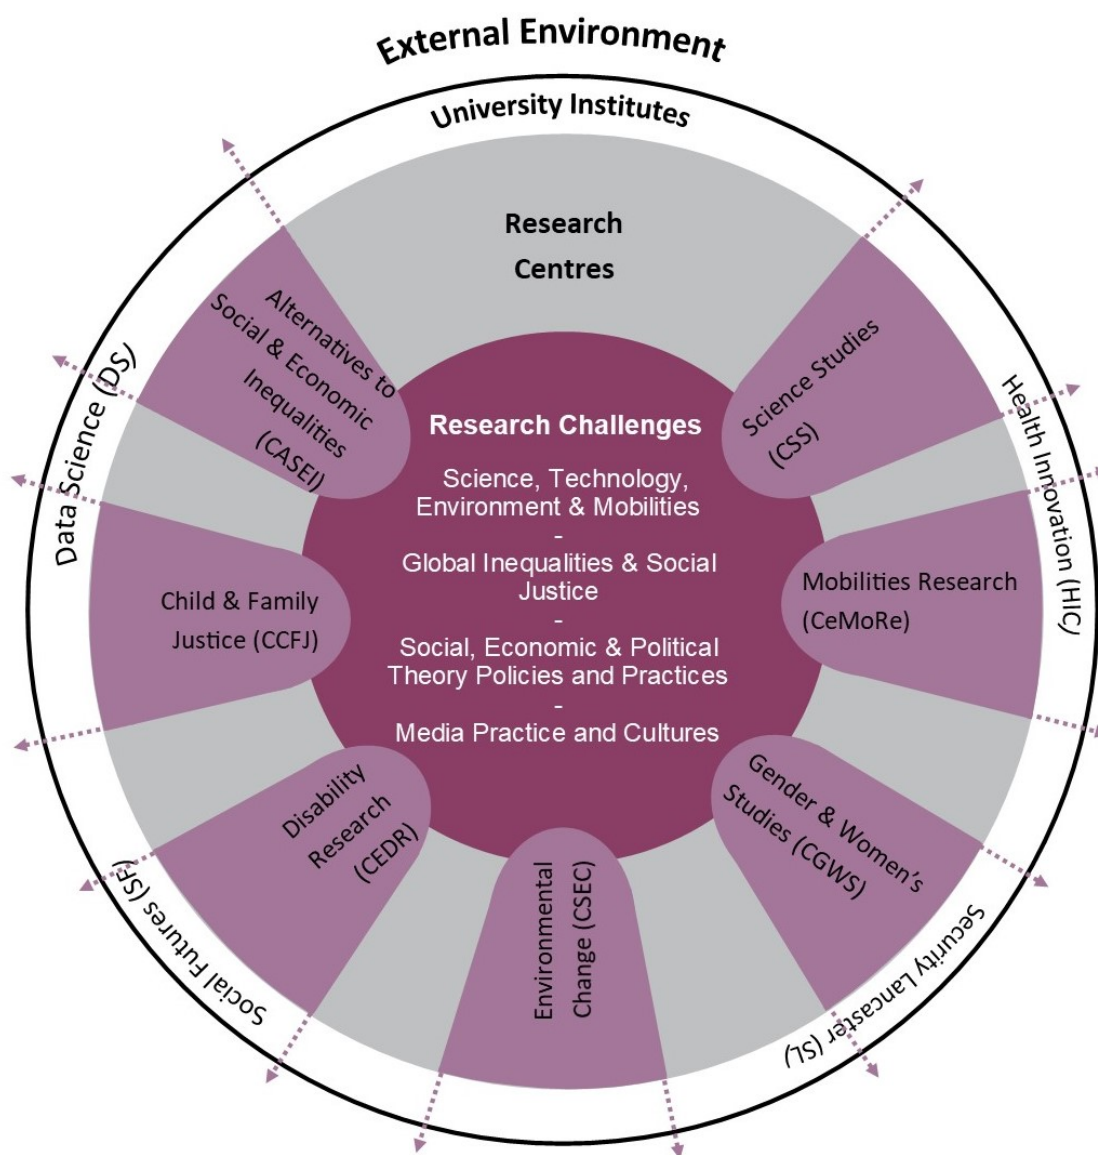 External Environment
University Institutes
Research
Centres
Alternatives to
Social & Economic
Inequalities
(CASEI)
Science Studies
(CSS)
Data Science (DS)
Health Innovation (HIC)
Research Challenges
Science, Technology,
Environment & Mobilities
-
Global Inequalities & Social
Justice
-
Social, Economic & Political
Theory Policies and Practices
-
Media Practice and Cultures
Child & Family
Justice (CCFJ)
Mobilities Research
(CeMoRe)
Disability
Research
(CEDR)
Environmental
Change (CSEC)
Gender & Women's
Studies (CGWS)
Social Futures (SF)
Security Lancaster (SL)